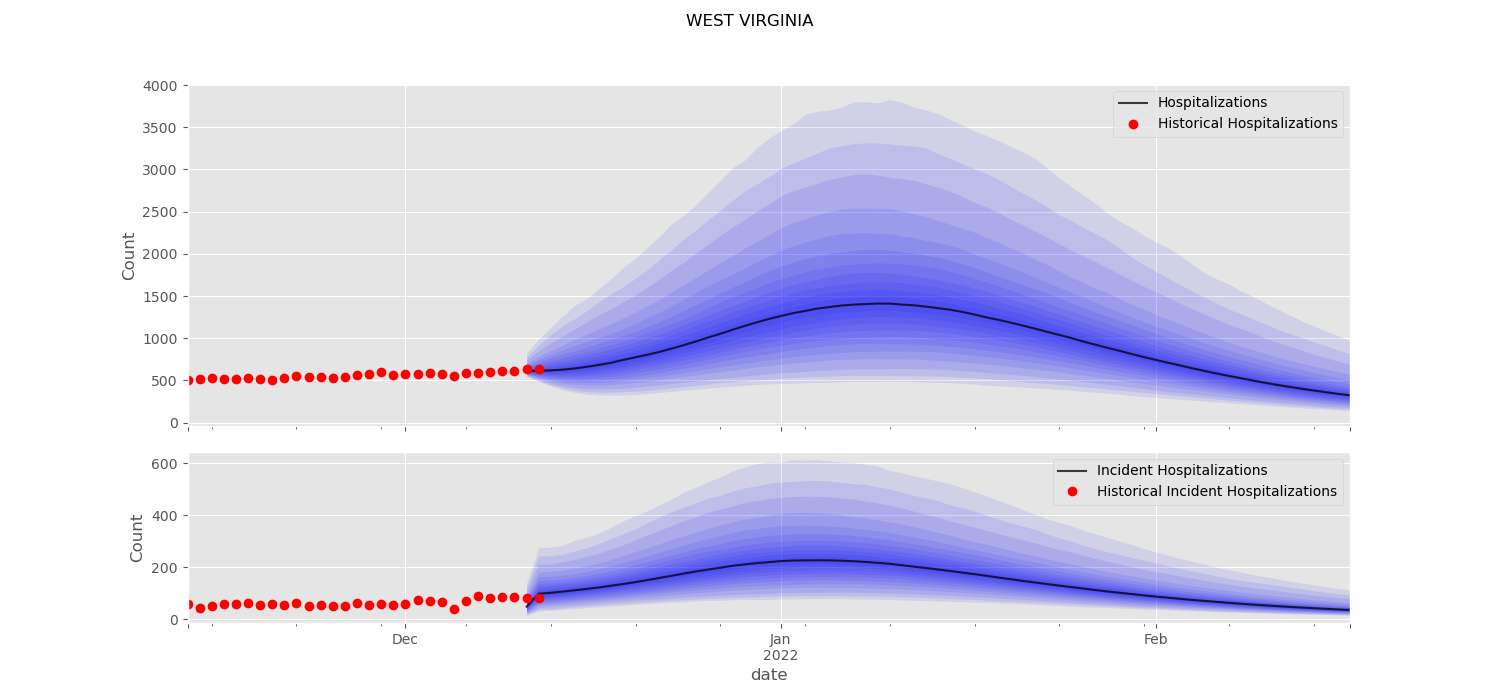 WEST VIRGINIA
4000
3500
3000
2500
2000
1500
1000
500
0
Count
Hospitalizations
Historical Hospitalizations
600
400
200
0
Count
Incident Hospitalizations
Historical Incident Hospitalizations
Dec
Jan
2022
Feb
date